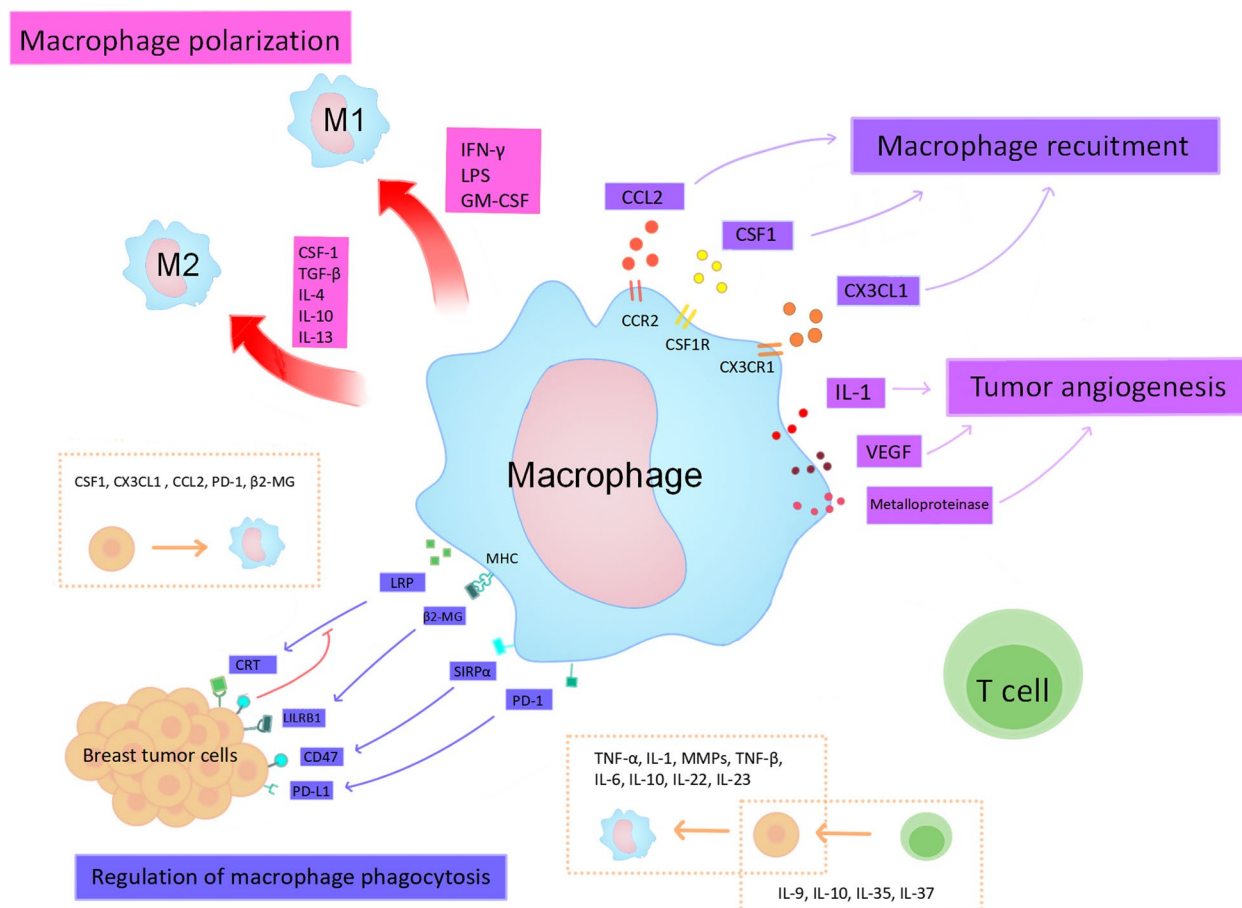 Macrophage polarization
M1
IFN-γ
LPS
GM-CSF
M2
CSF-1
TGF-β
IL-4
IL-10
IL-13
Macrophage recuitment
CCL2
CSF1
CX3CL1
CCR2
CSF1R
CX3CR1
Tumor angiogenesis
IL-1
VEGF
Metalloproteinase
Macrophage
CSF1, CX3CL1 , CCL2, PD-1, β2-MG
MHC
LRP
β2-MG
SIRPα
PD-1
CRT
LILRB1
CD47
PD-L1
Breast tumor cells
Regulation of macrophage phagocytosis
T cell
TNF-α, IL-1, MMPs, TNF-β,
IL-6, IL-10, IL-22, IL-23
IL-9, IL-10, IL-35, IL-37